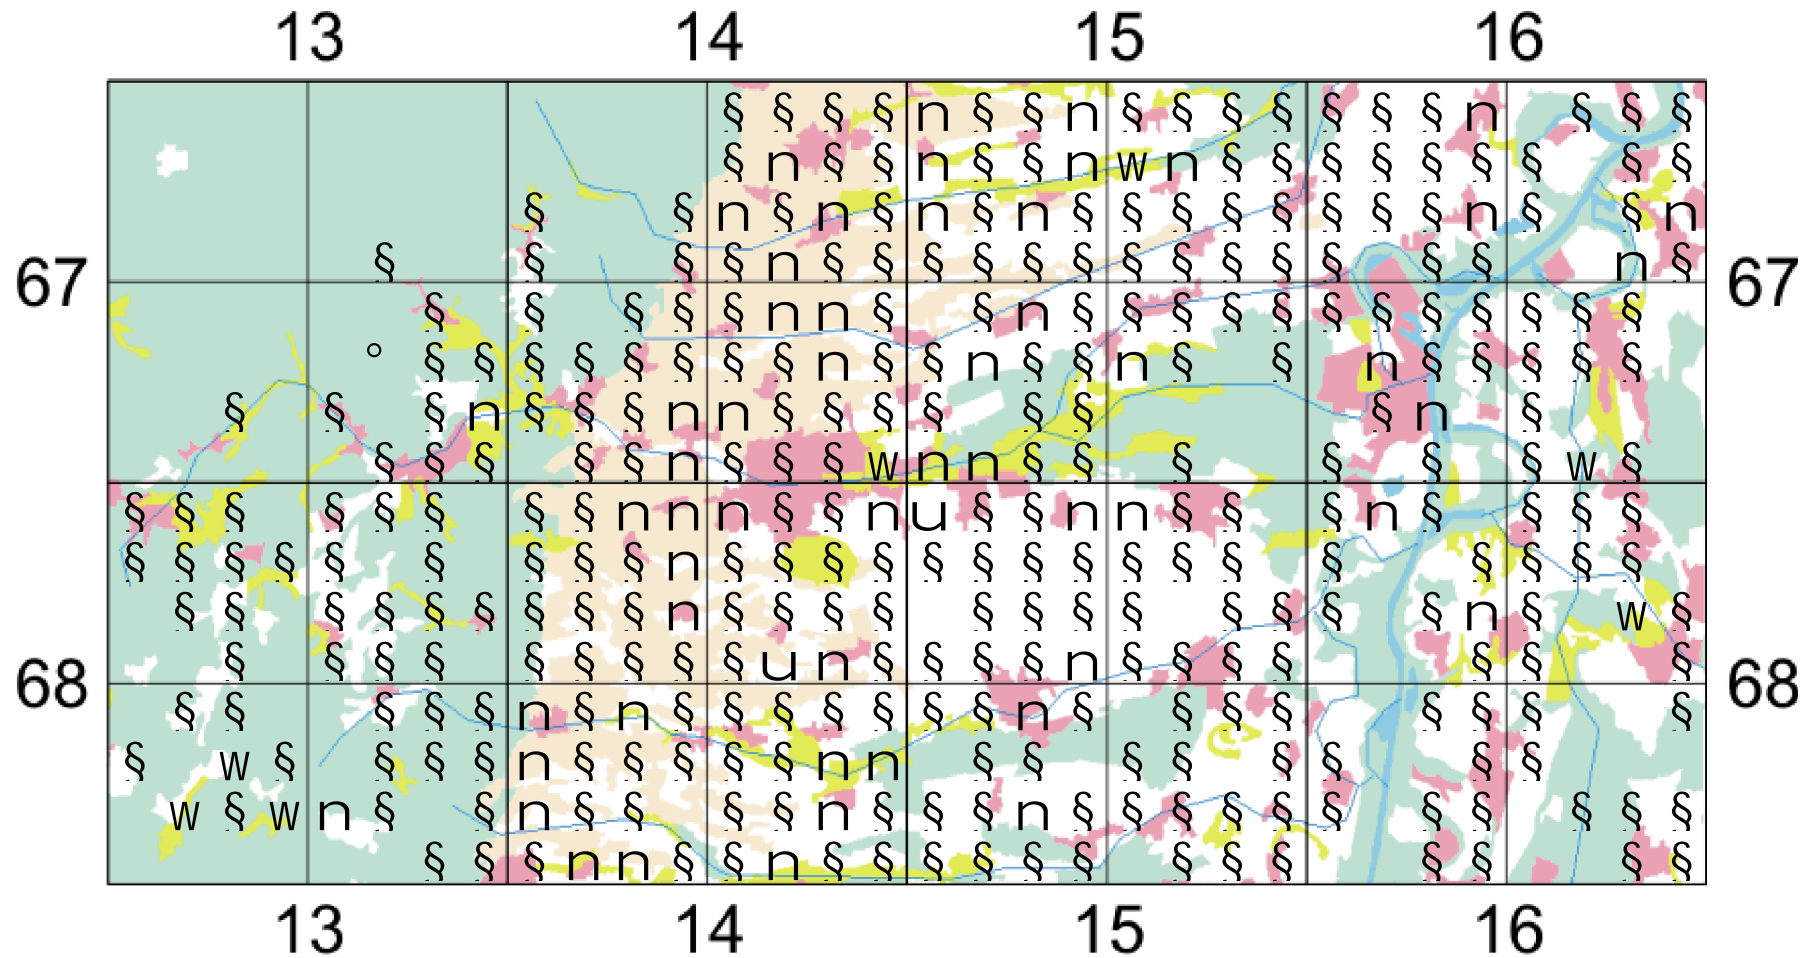 13 14 15 16
§ § § § n § § n § § § § § § § n § § §
§ n § § n § § n w n § § § § § § § § §
§ § n § n § n § n § § § § § § § n § § n
§ § § § n § § § § § § § § § § § § n §
67 67
§ § § § § n n § § n § § § § § § § § § § § §
° § § § § § § § § n § § n § § n § § n § § § § §
§ § § n § § § n n § § § § § § § n §
§ § § § § n § § § w n n § § § § § § w §
§ § § § § § § § n n n § § n u § § n n § § § n § § § §
§ § § § § § § § § n § § § § § § § § § § § § § § §
§ § § § § § § § § n § § § § § § § § § § § § n § w §
§ § § § § § § § § u n § § § § n § § § § § §
68 68
§ § § § § n § n § § § § § § § n § § § § § § § §
§ w § § § § n § § § § § n n § § § § § § § §
w § w n § § n § § § § n § § § n § § § § § § § § § § §
§ § § n n § § n § § § § § § § § § § § § §
13 14 15 16